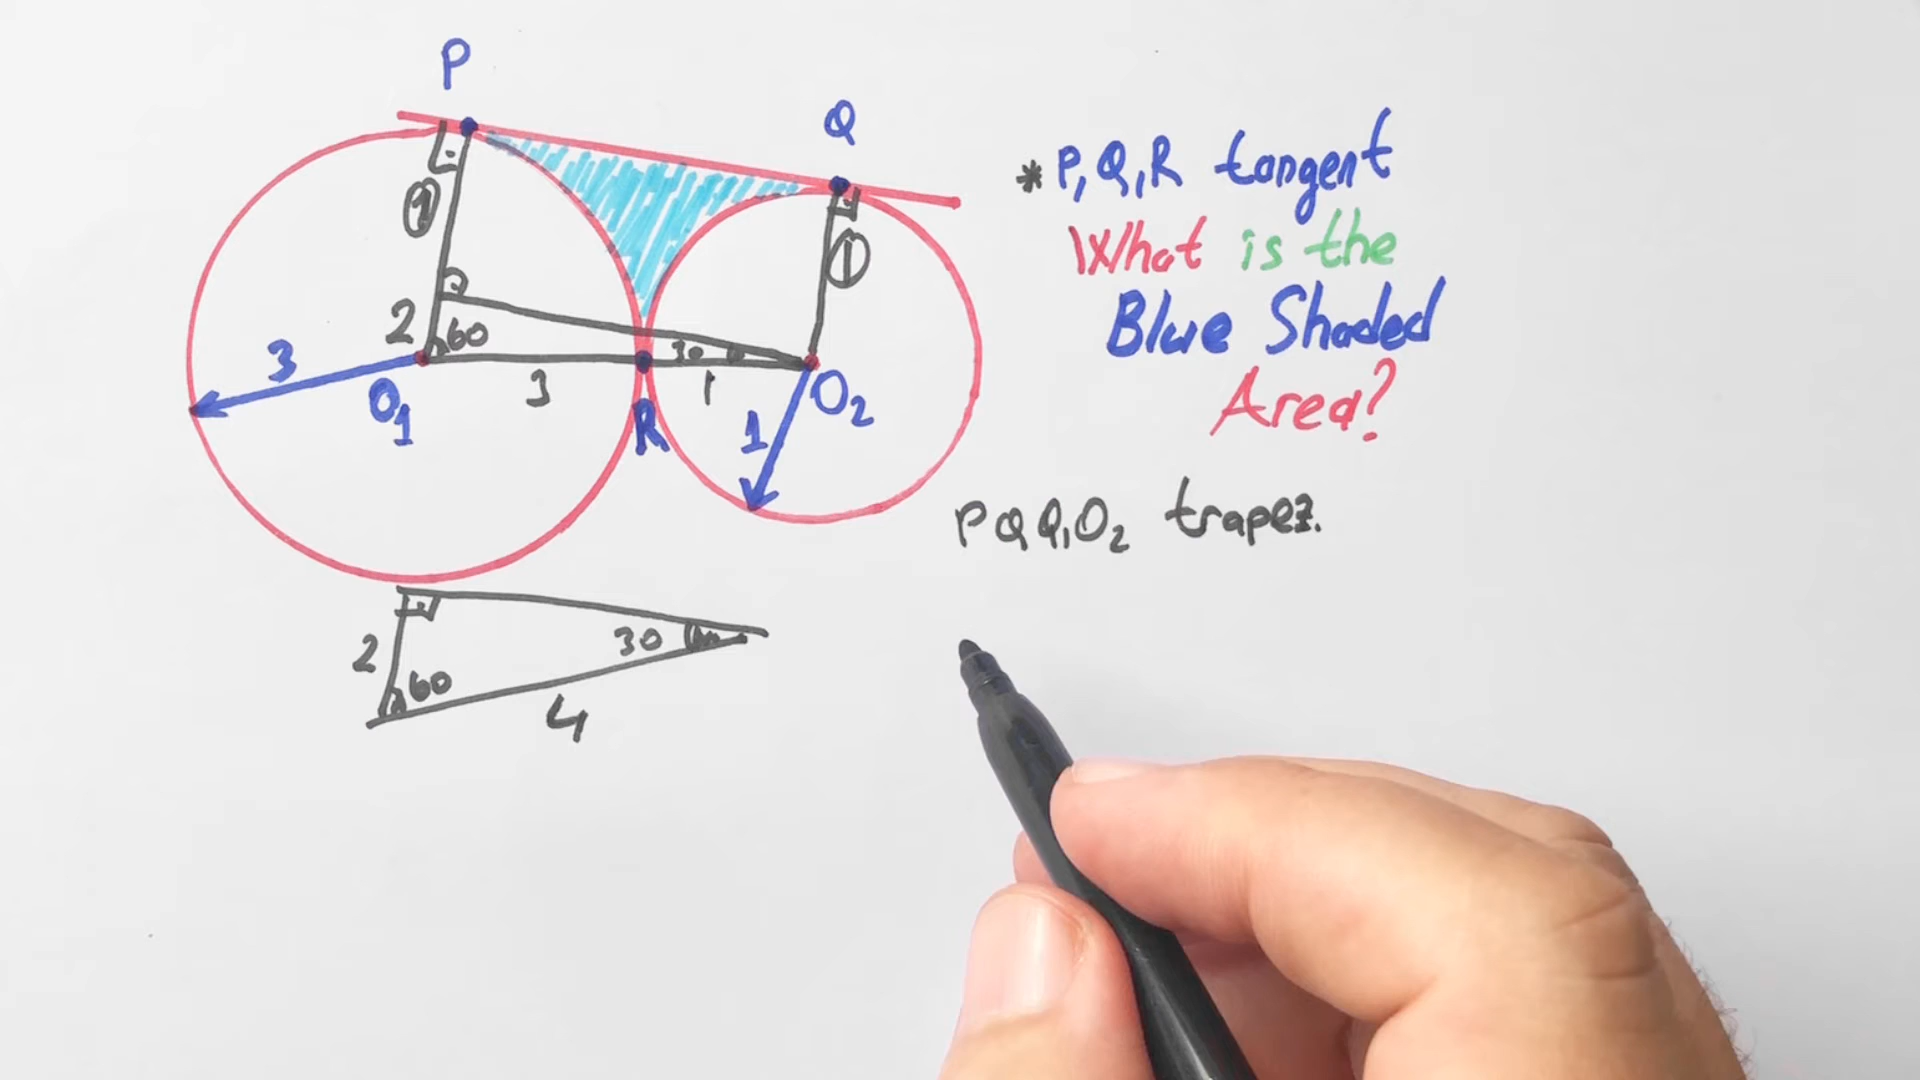 P
Q
* P, Q, R tangent
What is the
Blue Shaded
Area?
1
1
2
60
30
3
3
1
O1
R
1
O2
P Q Q1O2 trapez.
2
60
30
4